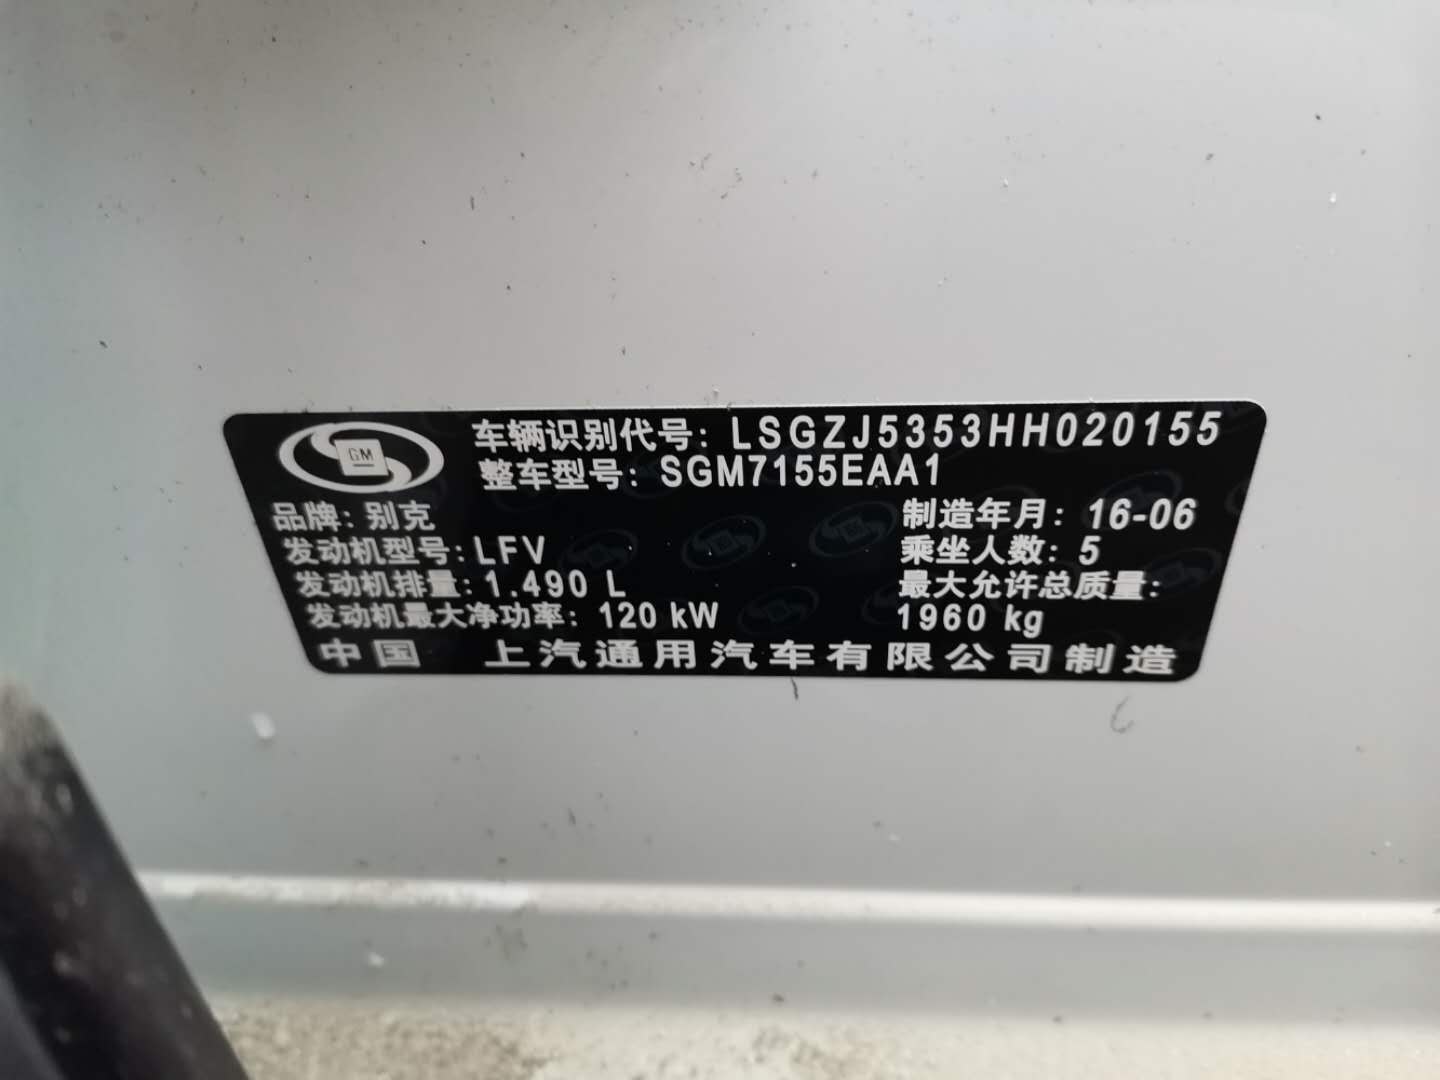 GM
车辆识别代号: LSGZJ5353HH020155
整车型号: SGM7155EAA1
品牌: 别克 制造年月: 16-06
发动机型号: LFV 乘坐人数: 5
发动机排量: 1.490 L 最大允许总质量:
发动机最大净功率: 120 kW 1960 kg
中国 上汽通用汽车有限公司制造